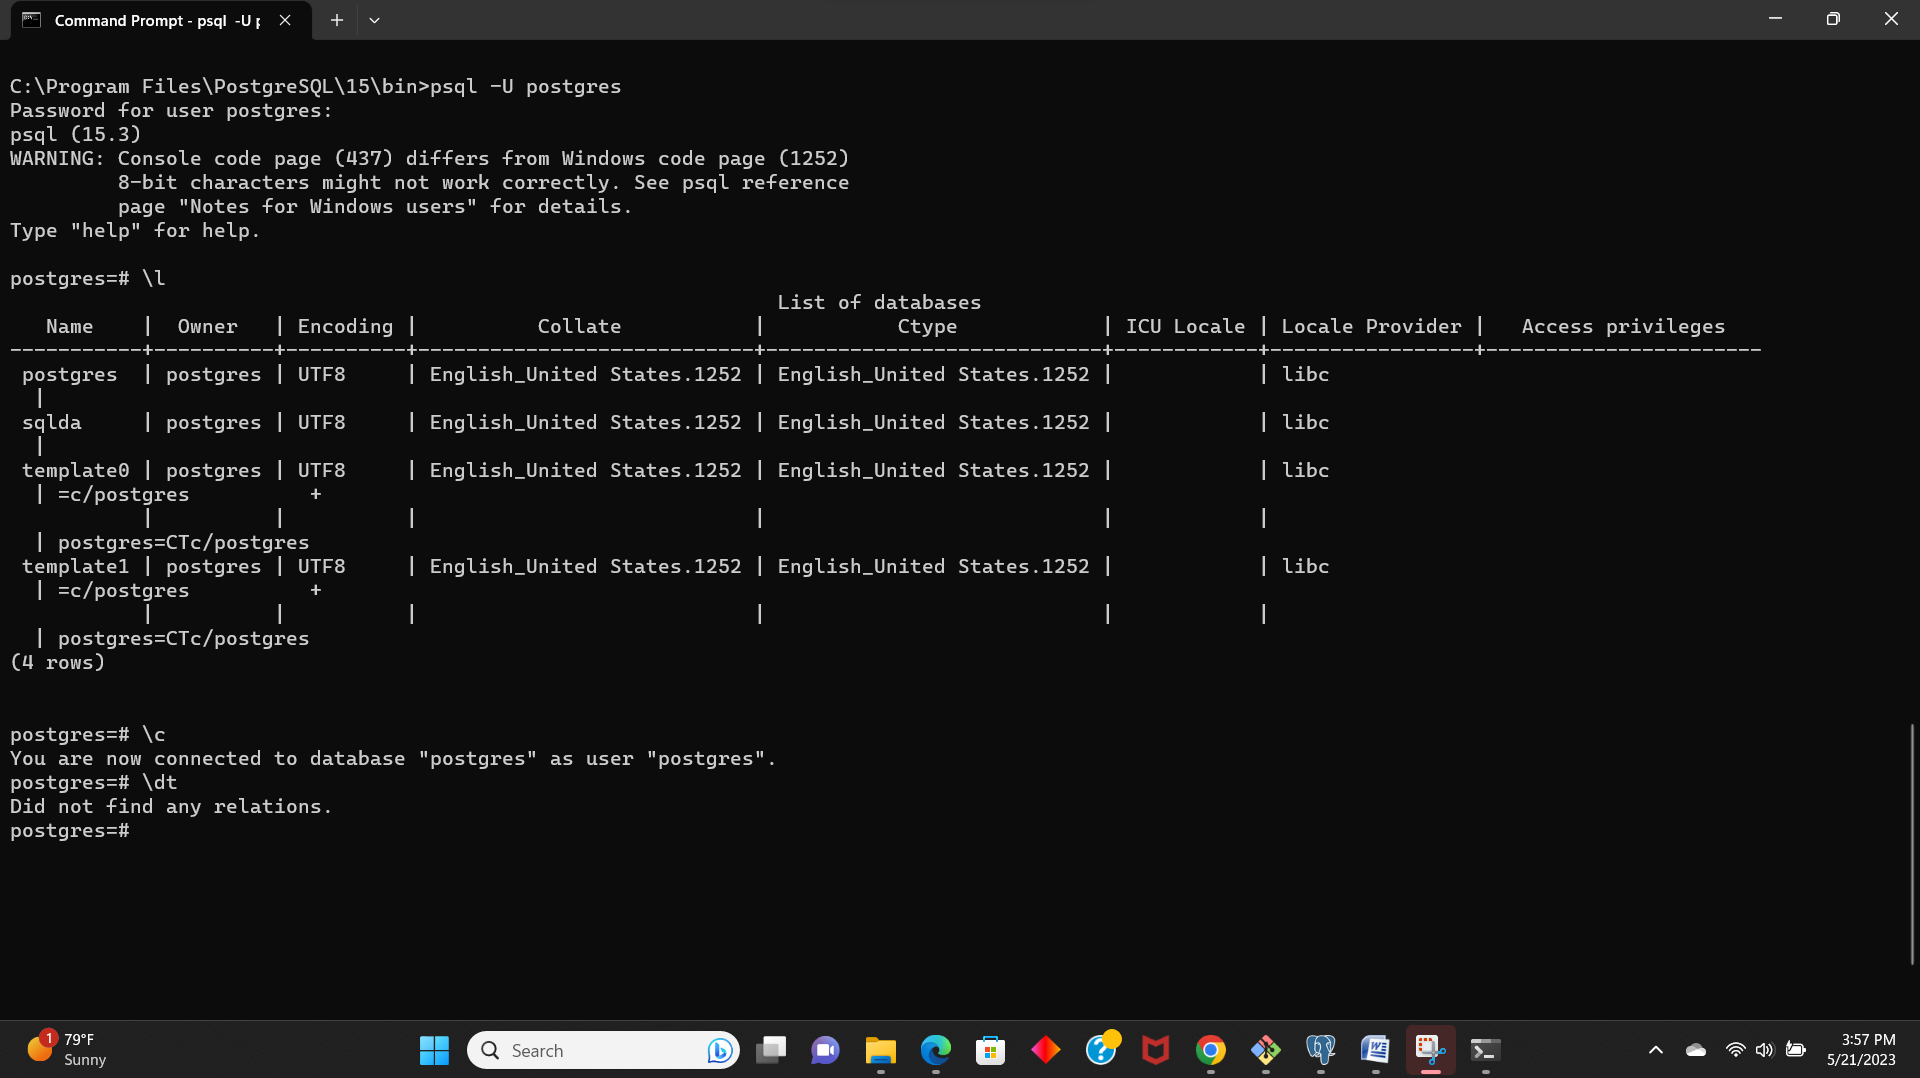 Command Prompt - psql -U p
C:\Program Files\PostgreSQL\15\bin>psql -U postgres
Password for user postgres:
psql (15.3)
WARNING: Console code page (437) differs from Windows code page (1252)
         8-bit characters might not work correctly. See psql reference
         page "Notes for Windows users" for details.
Type "help" for help.
postgres=# \l
                                                                List of databases
   Name    |  Owner   | Encoding |          Collate           |           Ctype            | ICU Locale | Locale Provider |   Access privileges
-----------+----------+----------+----------------------------+----------------------------+------------+-----------------+-----------------------
 postgres  | postgres | UTF8     | English_United States.1252 | English_United States.1252 |            | libc
  |
 sqlda     | postgres | UTF8     | English_United States.1252 | English_United States.1252 |            | libc
  |
 template0 | postgres | UTF8     | English_United States.1252 | English_United States.1252 |            | libc
  | =c/postgres          +
           |          |          |                            |                            |            |
  | postgres=CTc/postgres
 template1 | postgres | UTF8     | English_United States.1252 | English_United States.1252 |            | libc
  | =c/postgres          +
           |          |          |                            |                            |            |
  | postgres=CTc/postgres
(4 rows)
postgres=# \c
You are now connected to database "postgres" as user "postgres".
postgres=# \dt
Did not find any relations.
postgres=#
1
79°F
Sunny
Search
3:57 PM
5/21/2023